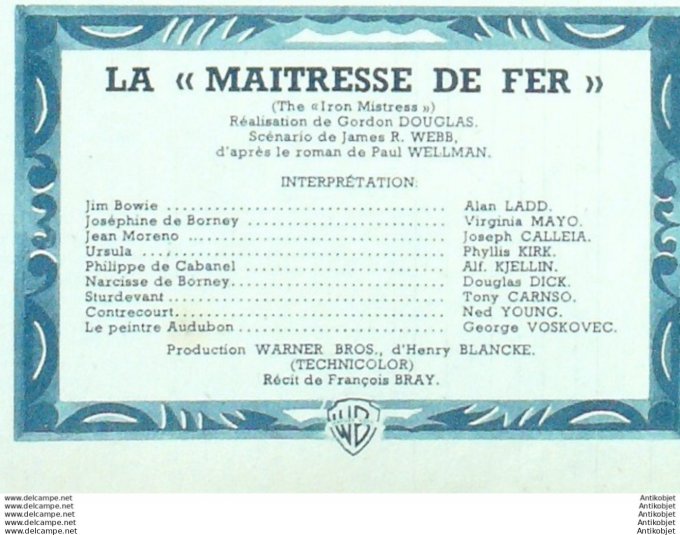 LA « MAITRESSE DE FER »
(The «Iron Mistress»)
Réalisation de Gordon DOUGLAS.
Scénario de James R. WEBB,
d'après le roman de Paul WELLMAN.
INTERPRÉTATION:
Jim Bowie ........ Alan LADD.
Joséphine de Borney ........ Virginia MAYO.
Jean Moreno ........ Joseph CALLEIA.
Ursula ........ Phyllis KIRK.
Philippe de Cabanel ........ Alf. KJELLIN.
Narcisse de Borney ........ Douglas DICK.
Sturdevant ........ Tony CARNSO.
Contrecourt ........ Ned YOUNG.
Le peintre Audubon ........ George VOSKOVEC.
Production WARNER BROS., d'Henry BLANCKE.
(TECHNICOLOR)
Récit de François BRAY.
WB
www.delcampe.net Antikobjet
www.delcampe.net Antikobjet
www.delcampe.net Antikobjet
www.delcampe.net Antikobjet
www.delcampe.net Antikobjet